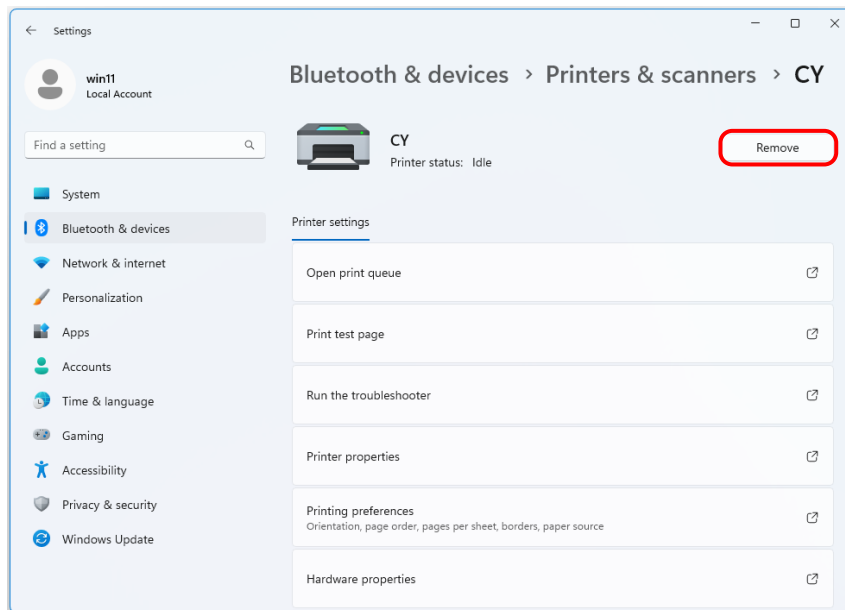 Settings
win11
Local Account
Find a setting
System
Bluetooth & devices
Network & internet
Personalization
Apps
Accounts
Time & language
Gaming
Accessibility
Privacy & security
Windows Update
Bluetooth & devices > Printers & scanners > CY
CY
Printer status: Idle
Remove
Printer settings
Open print queue
Print test page
Run the troubleshooter
Printer properties
Printing preferences
Orientation, page order, pages per sheet, borders, paper source
Hardware properties